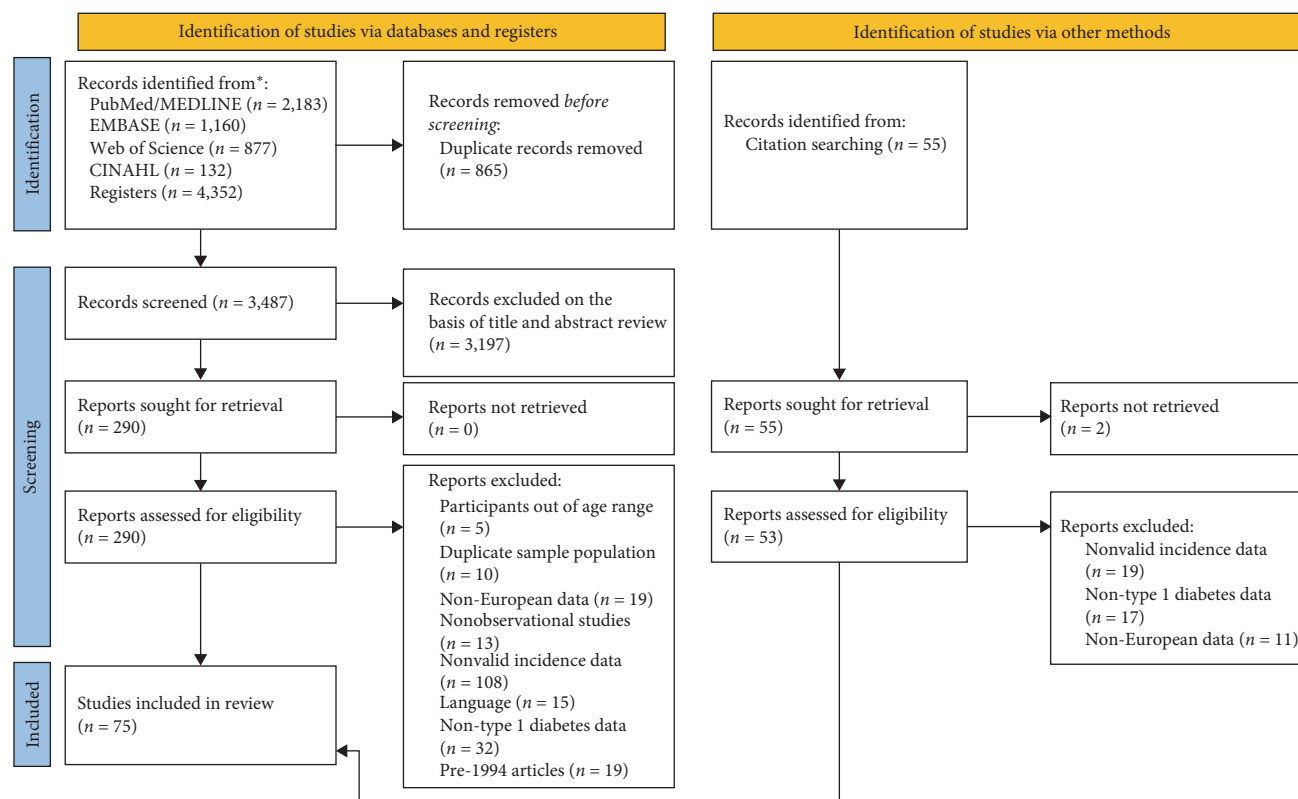 Identification of studies via databases and registers
Identification of studies via other methods
Identification
Records identified from*:
PubMed/MEDLINE (n = 2,183)
EMBASE (n = 1,160)
Web of Science (n = 877)
CINAHL (n = 132)
Registers (n = 4,352)
Records removed before
screening:
Duplicate records removed
(n = 865)
Records identified from:
Citation searching (n = 55)
Screening
Records screened (n = 3,487)
Records excluded on the
basis of title and abstract review
(n = 3,197)
Reports sought for retrieval
(n = 290)
Reports not retrieved
(n = 0)
Reports sought for retrieval
(n = 55)
Reports not retrieved
(n = 2)
Reports assessed for eligibility
(n = 290)
Reports excluded:
Participants out of age range
(n = 5)
Duplicate sample population
(n = 10)
Non-European data (n = 19)
Nonobservational studies
(n = 13)
Nonvalid incidence data
(n = 108)
Language (n = 15)
Non-type 1 diabetes data
(n = 32)
Pre-1994 articles (n = 19)
Reports assessed for eligibility
(n = 53)
Reports excluded:
Nonvalid incidence data
(n = 19)
Non-type 1 diabetes data
(n = 17)
Non-European data (n = 11)
Included
Studies included in review
(n = 75)